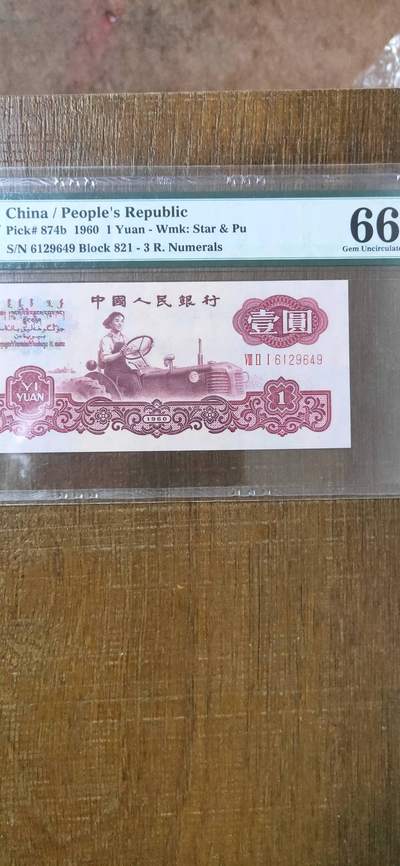 China / People's Republic
Pick# 874b 1960 1 Yuan - Wmk: Star & Pu
S/N 6129649 Block 821 - 3 R. Numerals
66
Gem Uncirculate
中國人民銀行
壹圓
VIII II I 6129649
YI
YUAN
1960
1